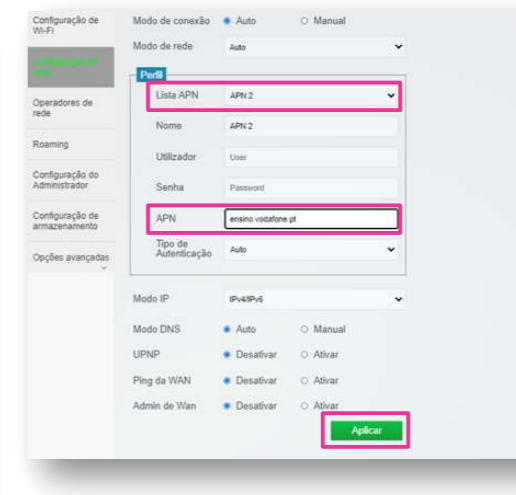 Configuração de
Wi-Fi
Operadores de
rede
Roaming
Configuração do
Administrador
Configuração de
armazenamento
Opções avançadas
Modo de conexão Auto Manual
Modo de rede Auto
Perfil
Lista APN APN 2
Nome APN 2
Utilizador User
Senha Password
APN ensino.vodafone.pt
Tipo de
Autenticação Auto
Modo IP IPv4/IPv6
Modo DNS Auto Manual
UPNP Desativar Ativar
Ping da WAN Desativar Ativar
Admin de Wan Desativar Ativar
Aplicar